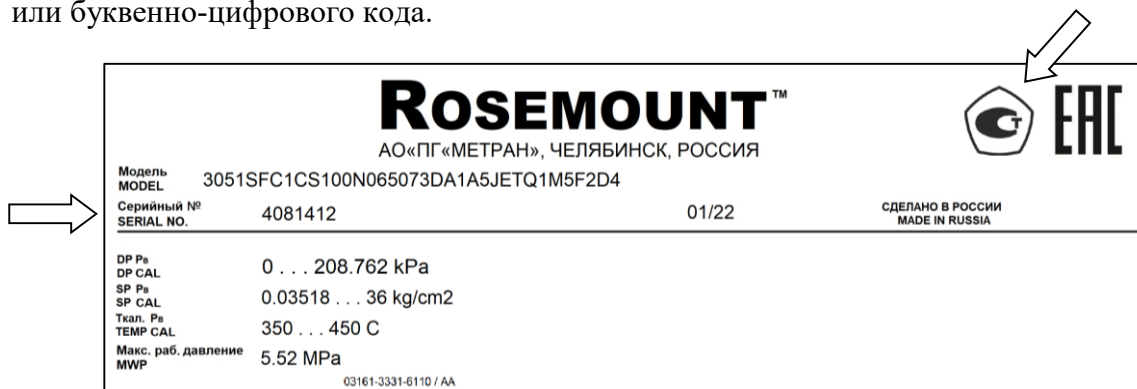 или буквенно-цифрового кода.
ROSEMOUNT™
АО«ПГ«МЕТРАН», ЧЕЛЯБИНСК, РОССИЯ
ЕАС
Модель
MODEL
3051SFC1CS100N065073DA1A5JETQ1M5F2D4
Серийный №
SERIAL NO.
4081412
01/22
СДЕЛАНО В РОССИИ
MADE IN RUSSIA
DP Рв
DP CAL
0 . . . 208.762 kPa
SP Рв
SP CAL
0.03518 . . . 36 kg/cm2
Ткал. Рв
TEMP CAL
350 . . . 450 C
Макс. раб. давление
MWP
5.52 MPa
03161-3331-6110 / AA